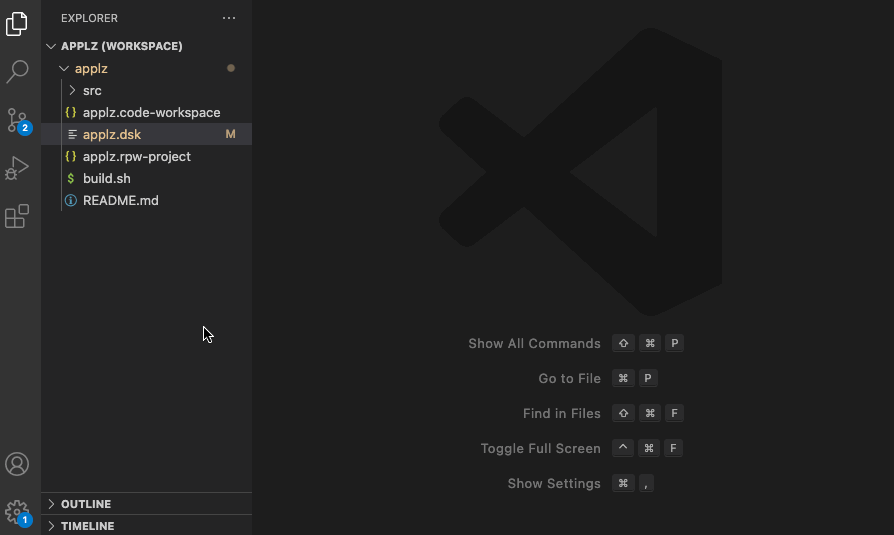 EXPLORER
APPLZ (WORKSPACE)
applz
src
{} applz.code-workspace
applz.dsk M
{} applz.rpw-project
$ build.sh
README.md
2
Show All Commands ⇧ ⌘ P
Go to File ⌘ P
Find in Files ⇧ ⌘ F
Toggle Full Screen ^ ⌘ F
Show Settings ⌘ ,
OUTLINE
TIMELINE
1